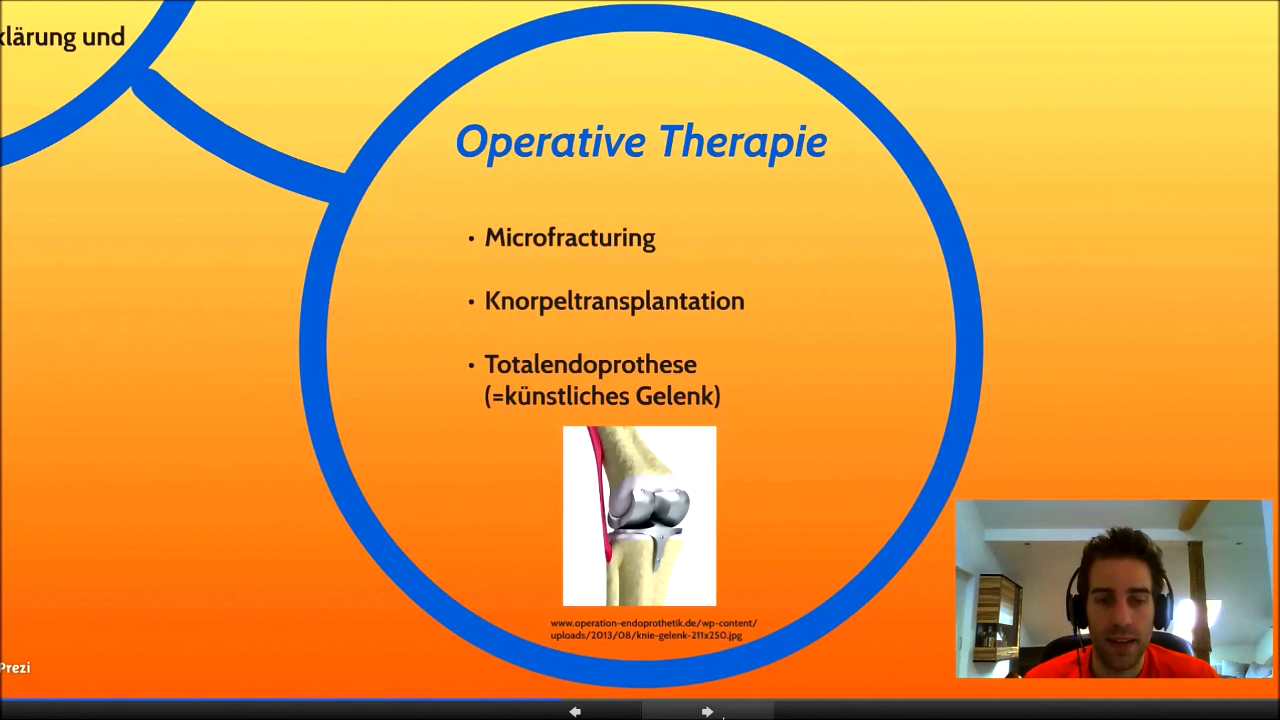 klärung und
Operative Therapie
• Microfracturing
• Knorpeltransplantation
• Totalendoprothese
(=künstliches Gelenk)
www.operation-endoprothetik.de/wp-content/
uploads/2013/08/knie-gelenk-211x250.jpg
Prezi